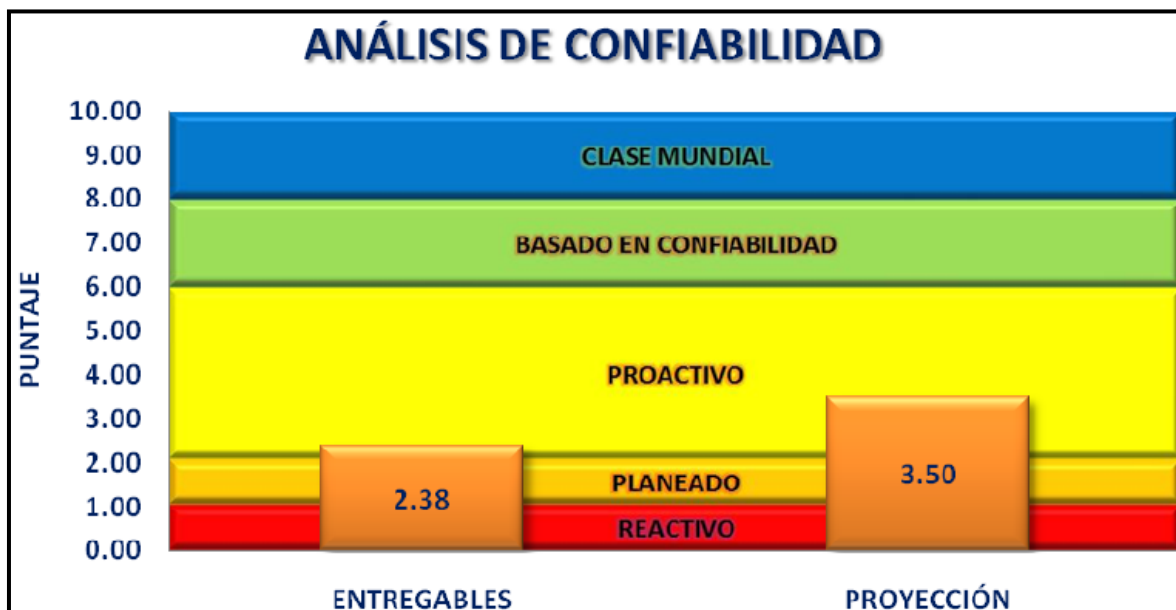 ANÁLISIS DE CONFIABILIDAD
PUNTAJE
10.00
9.00
8.00
7.00
6.00
5.00
4.00
3.00
2.00
1.00
0.00
CLASE MUNDIAL
BASADO EN CONFIABILIDAD
PROACTIVO
PLANEADO
REACTIVO
2.38
3.50
ENTREGABLES
PROYECCIÓN